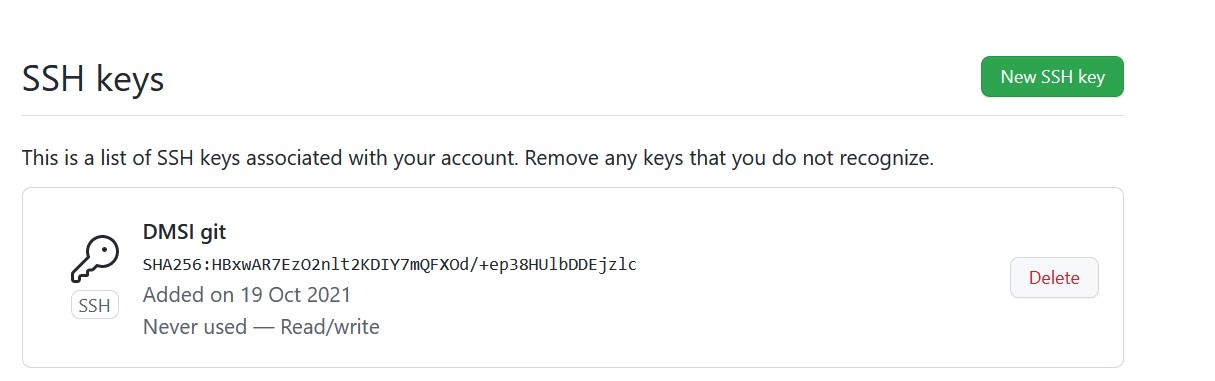 SSH keys
New SSH key
This is a list of SSH keys associated with your account. Remove any keys that you do not recognize.
DMSI git
SHA256:HBxwAR7EzO2nlt2KDIY7mQFXOd/+ep38HUlbDDEjzlc
Added on 19 Oct 2021
Never used — Read/write
SSH
Delete